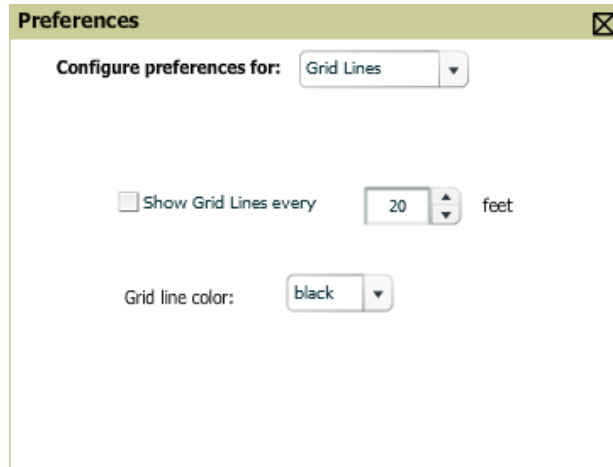 Preferences
Configure preferences for: Grid Lines
Show Grid Lines every 20 feet
Grid line color: black